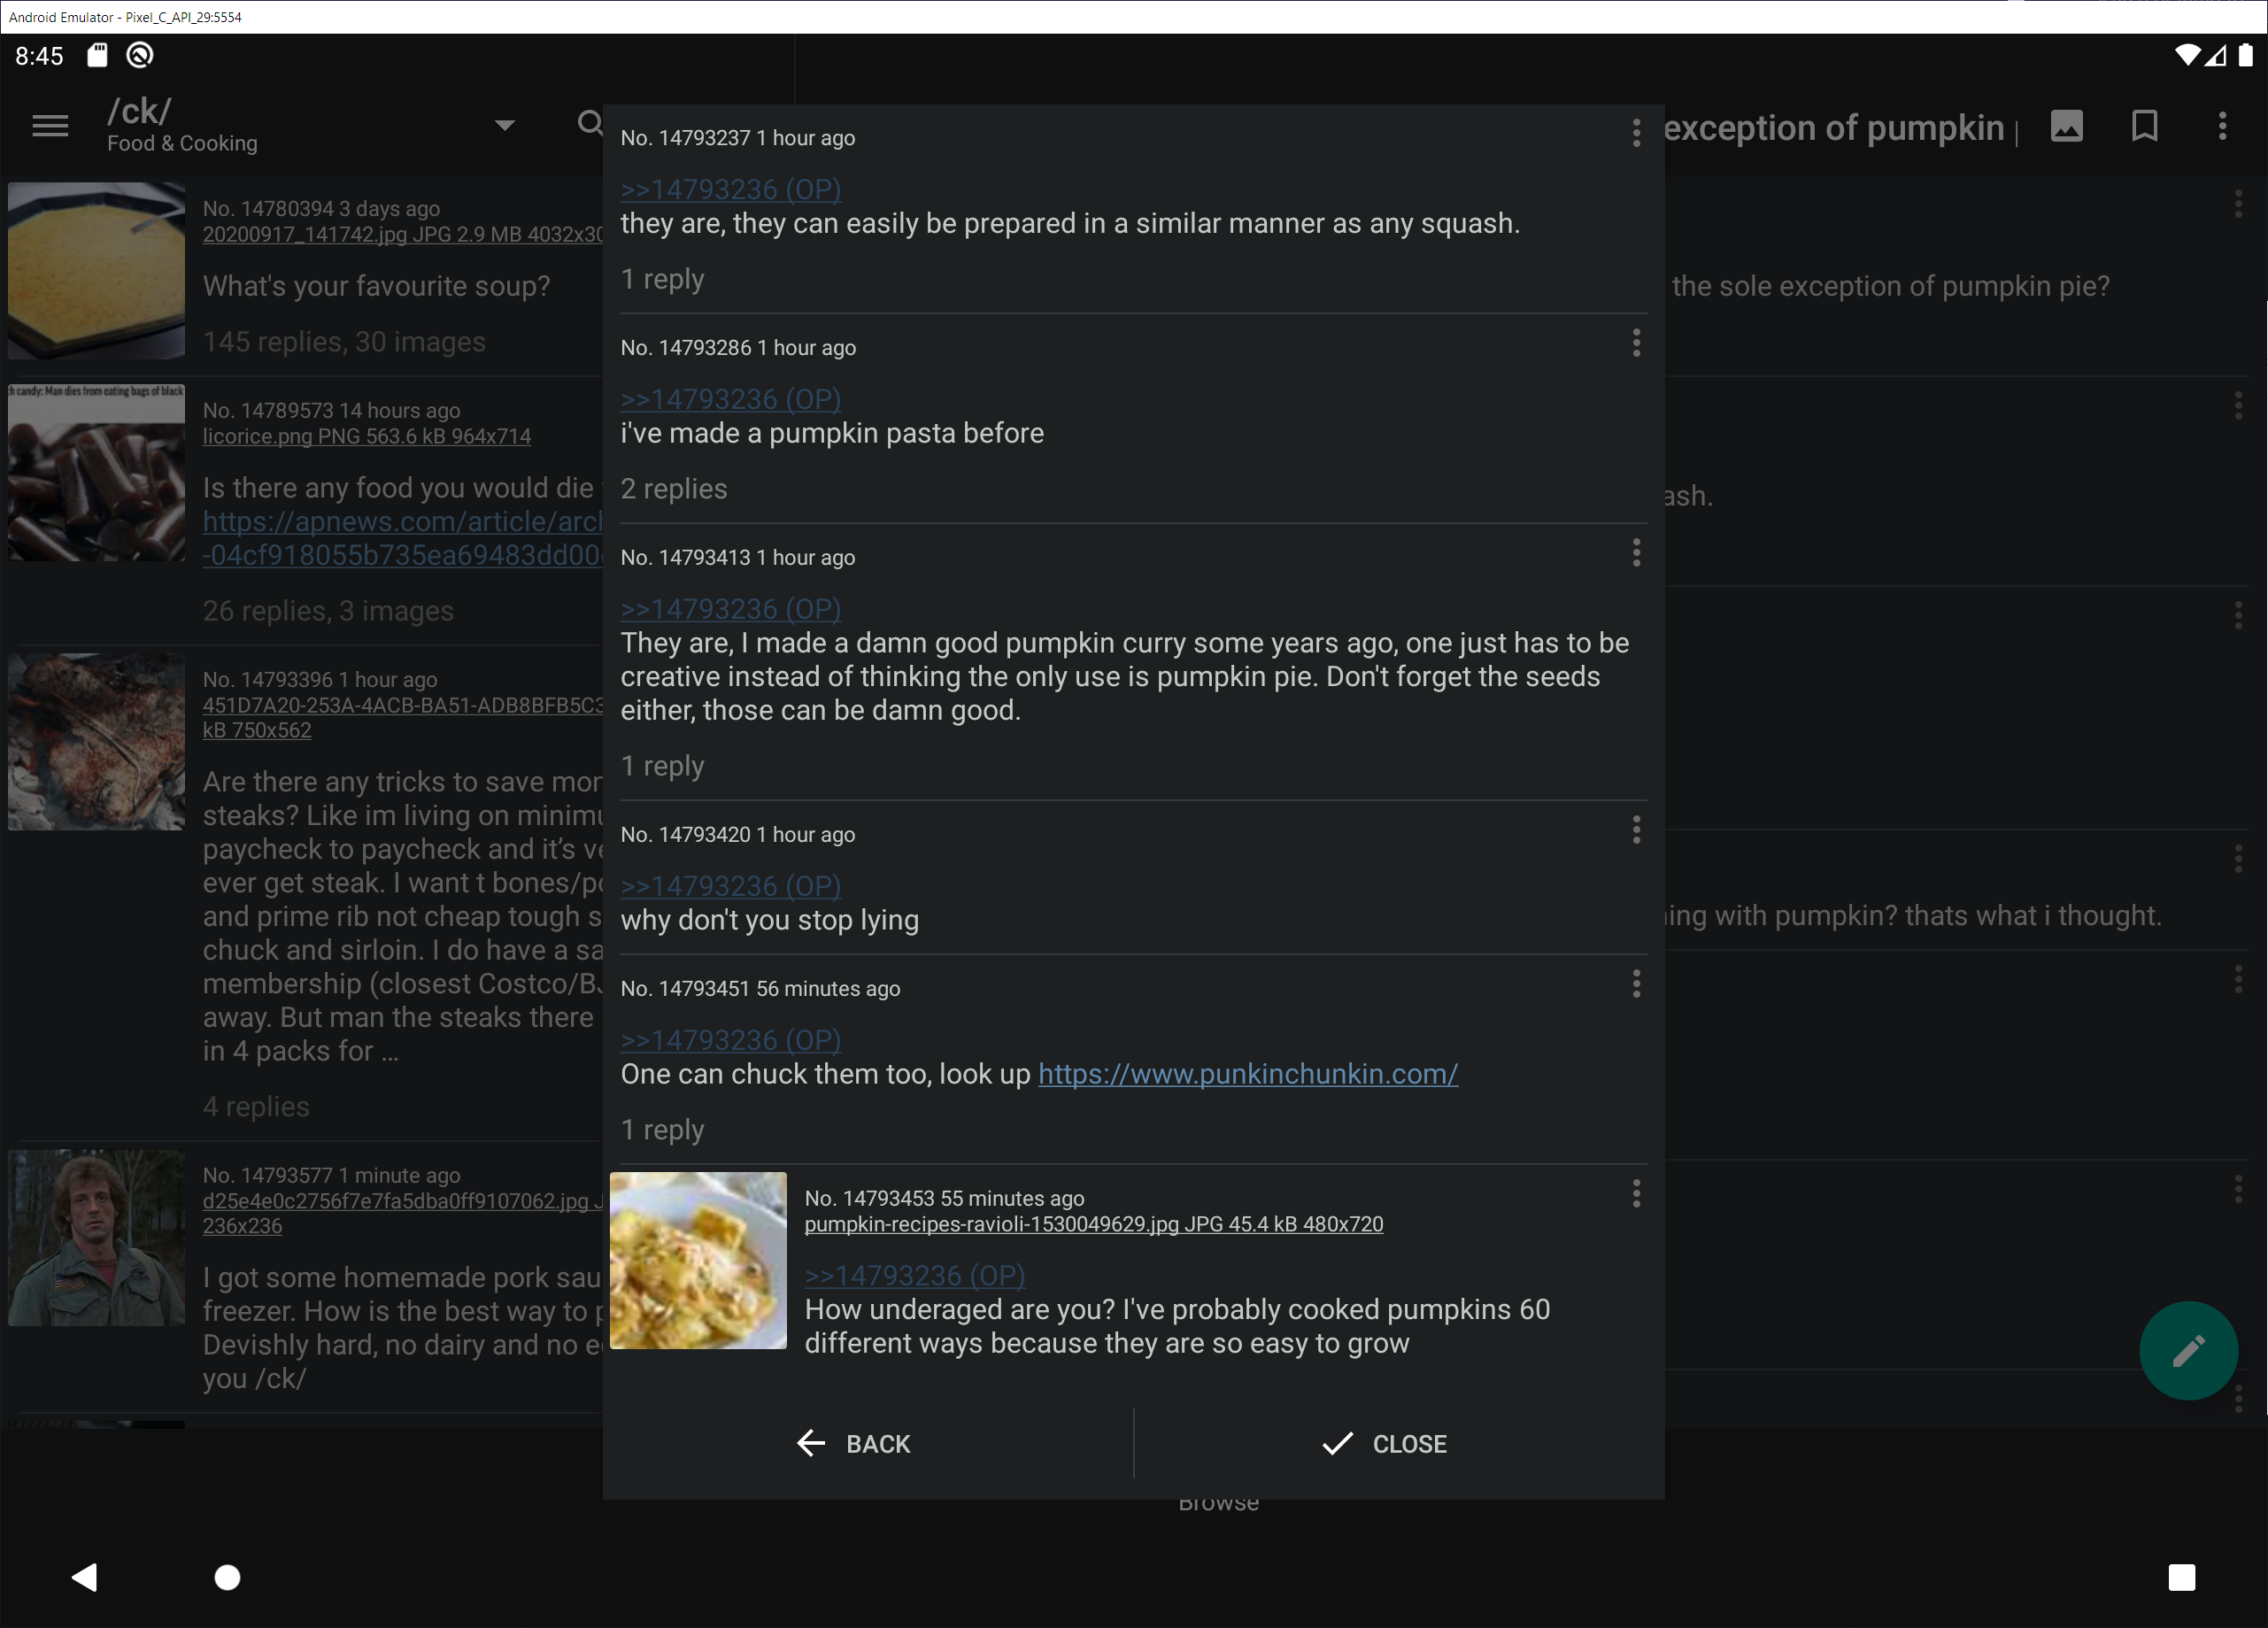 Android Emulator - Pixel_C_API_29:5554
8:45
/ck/
Food & Cooking
No. 14780394 3 days ago
20200917_141742.jpg JPG 2.9 MB 4032x30
What's your favourite soup?
145 replies, 30 images
h candy: Man dies from eating bags of black
No. 14789573 14 hours ago
licorice.png PNG 563.6 kB 964x714
Is there any food you would die
https://apnews.com/article/arch
-04cf918055b735ea69483dd00
26 replies, 3 images
No. 14793396 1 hour ago
451D7A20-253A-4ACB-BA51-ADB8BFB5C3
kB 750x562
Are there any tricks to save mor
steaks? Like im living on minimu
paycheck to paycheck and it's ve
ever get steak. I want t bones/po
and prime rib not cheap tough s
chuck and sirloin. I do have a sa
membership (closest Costco/BJ
away. But man the steaks there
in 4 packs for ...
4 replies
No. 14793577 1 minute ago
d25e4e0c2756f7e7fa5dba0ff9107062.jpg J
236x236
I got some homemade pork sau
freezer. How is the best way to p
Devishly hard, no dairy and no e
you /ck/
No. 14793237 1 hour ago
>>14793236 (OP)
they are, they can easily be prepared in a similar manner as any squash.
1 reply
No. 14793286 1 hour ago
>>14793236 (OP)
i've made a pumpkin pasta before
2 replies
No. 14793413 1 hour ago
>>14793236 (OP)
They are, I made a damn good pumpkin curry some years ago, one just has to be
creative instead of thinking the only use is pumpkin pie. Don't forget the seeds
either, those can be damn good.
1 reply
No. 14793420 1 hour ago
>>14793236 (OP)
why don't you stop lying
No. 14793451 56 minutes ago
>>14793236 (OP)
One can chuck them too, look up https://www.punkinchunkin.com/
1 reply
No. 14793453 55 minutes ago
pumpkin-recipes-ravioli-1530049629.jpg JPG 45.4 kB 480x720
>>14793236 (OP)
How underaged are you? I've probably cooked pumpkins 60
different ways because they are so easy to grow
BACK
CLOSE
Browse
exception of pumpkin
the sole exception of pumpkin pie?
ash.
ing with pumpkin? thats what i thought.